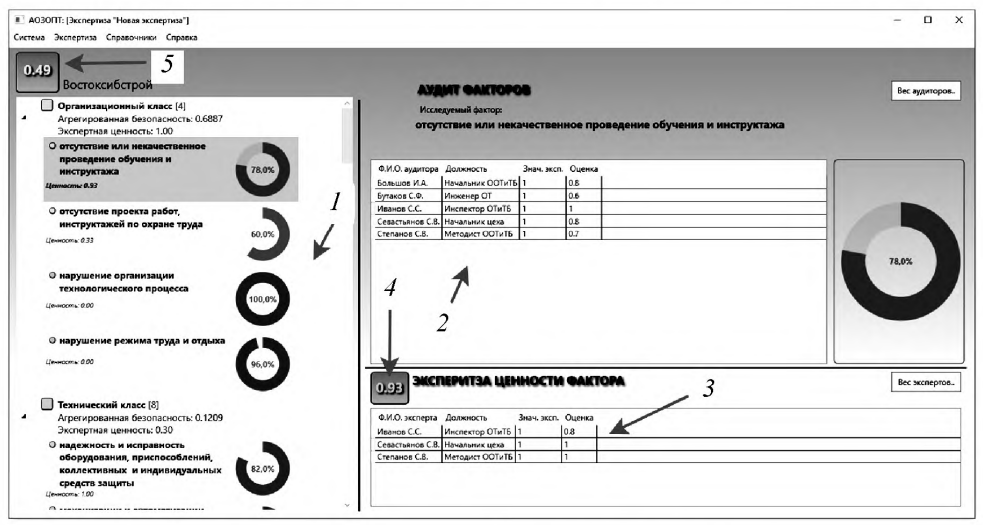 АОЗОПТ: [Экспертиза "Новая экспертиза"]
Система Экспертиза Справочники Справка
0.49
5
Востоксибстрой
Организационный класс [4]
Агрегированная безопасность: 0.6887
Экспертная ценность: 1.00
отсутствие или некачественное
проведение обучения и
инструктажа
Ценность: 0.93
78,0%
отсутствие проекта работ,
инструктажей по охране труда
Ценность: 0.33
60,0%
1
нарушение организации
технологического процесса
Ценность: 0.00
100,0%
нарушение режима труда и отдыха
Ценность: 0.00
96,0%
Технический класс [8]
Агрегированная безопасность: 0.1209
Экспертная ценность: 0.30
надежность и исправность
оборудования, приспособлений,
коллективных и индивидуальных
средств защиты
Ценность: 1.00
82,0%
АУДИТ ФАКТОРОВ
Вес аудиторов..
Исследуемый фактор:
отсутствие или некачественное проведение обучения и инструктажа
Ф.И.О. аудитора Должность Знач. эксп. Оценка
Большов И.А. Начальник ООТиТБ 1 0.8
Бутаков С.Ф. Инженер ОТ 1 0.6
Иванов С.С. Инспектор ОТиТБ 1 1
Севастьянов С.В. Начальник цеха 1 0.8
Степанов С.В. Методист ООТиТБ 1 0.7
2
78,0%
4
0.93
ЭКСПЕРИТЗА ЦЕННОСТИ ФАКТОРА
Вес экспертов..
3
Ф.И.О. эксперта Должность Знач. эксп. Оценка
Иванов С.С. Инспектор ОТиТБ 1 0.8
Севастьянов С.В. Начальник цеха 1 1
Степанов С.В. Методист ООТиТБ 1 1